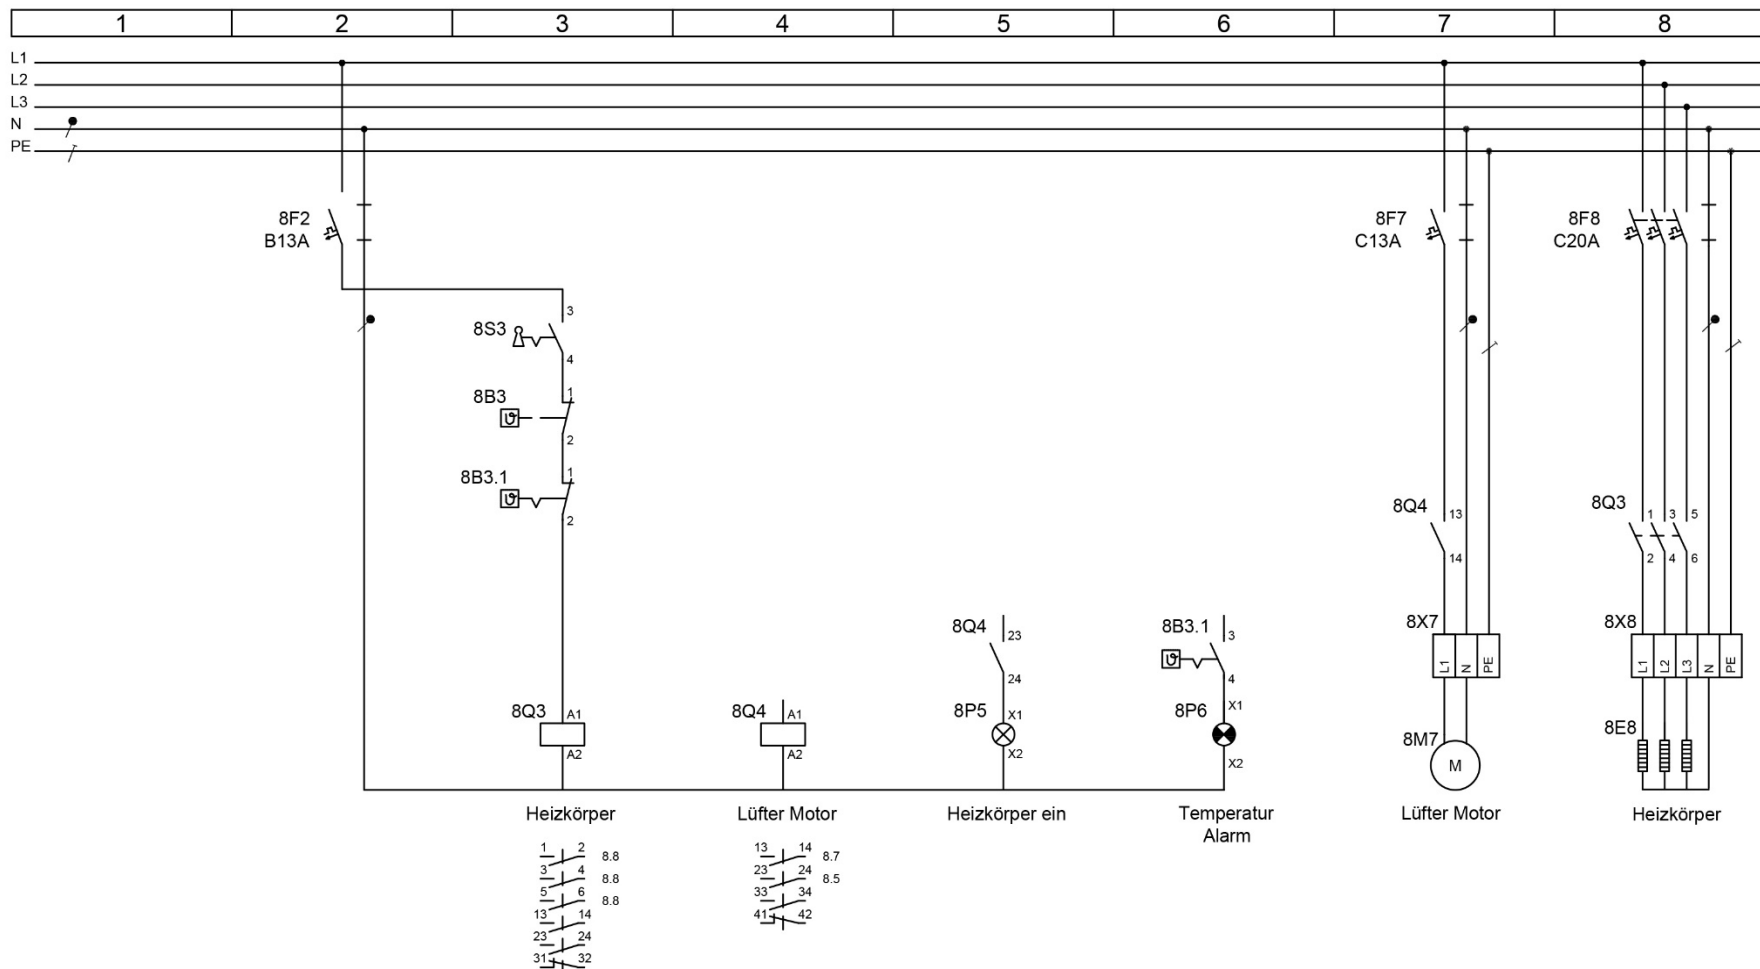 1 2 3 4 5 6 7 8
L1
L2
L3
N
PE
8F2
B13A
8F7
C13A
8F8
C20A
3
8S3
4
1
8B3
ϑ
2
1
8B3.1
ϑ
2
8Q4 13
14
8Q3 1 3 5
2 4 6
8Q4 23
24
8B3.1 3
ϑ
4
8X7
L1 N PE
8X8
L1 L2 L3 N PE
8Q3 A1
A2
8Q4 A1
A2
8P5 X1
X2
8P6 X1
X2
8M7
M
8E8
Heizkörper
Lüfter Motor
Heizkörper ein
Temperatur
Alarm
Lüfter Motor
Heizkörper
1 2 8.8
3 4 8.8
5 6 8.8
13 14
23 24
31 32
13 14 8.7
23 24 8.5
33 34
41 42